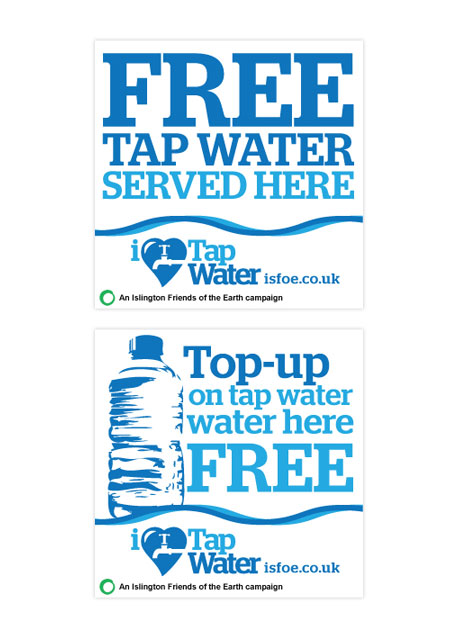 FREE
TAP WATER
SERVED HERE
i Tap
Water isfoe.co.uk
An Islington Friends of the Earth campaign
Top-up
on tap water
water here
FREE
i Tap
Water isfoe.co.uk
An Islington Friends of the Earth campaign